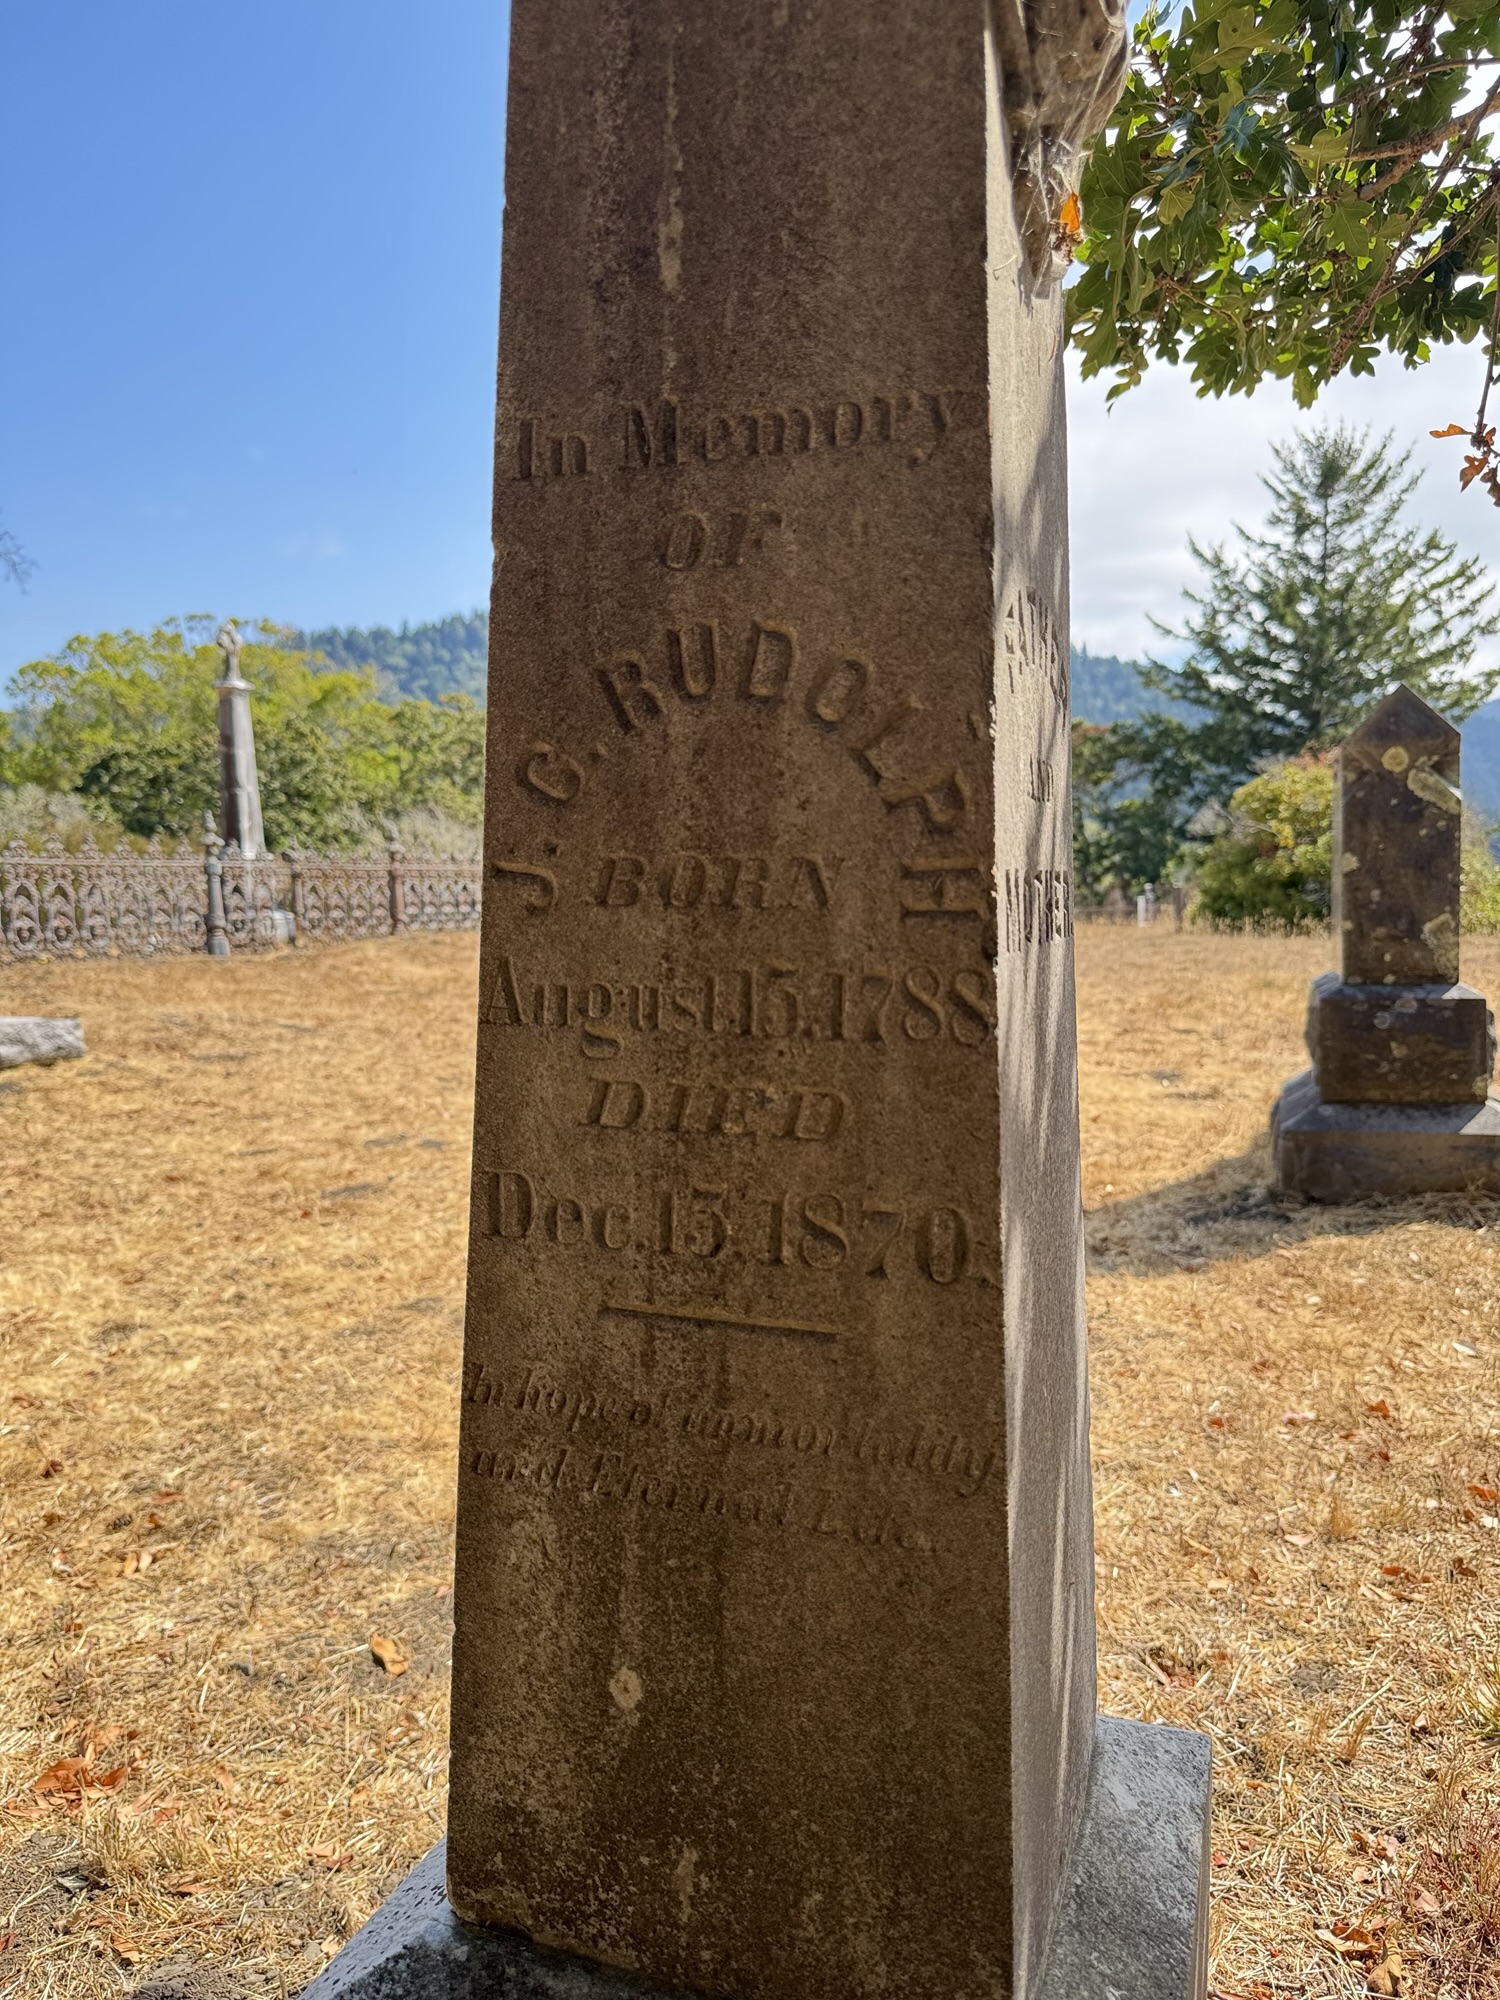 In Memory
OF
J. C. RUDOLPH,
BORN
August 15, 1788
DIED
Dec. 15, 1870.
In hope of immortality
and Eternal Life.
FATHER
AND
MOTHER